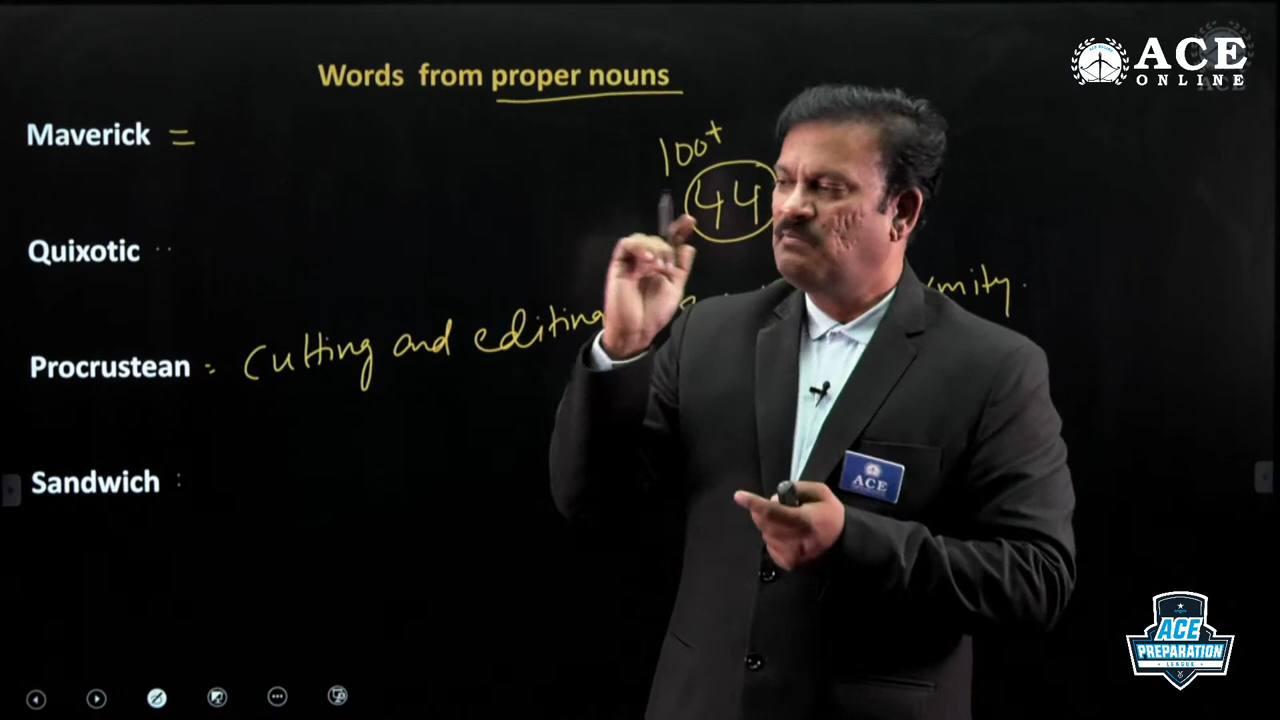 Words from proper nouns
ACE
ONLINE
Maverick =
100+
44
Quixotic
Procrustean = Cutting and editing
Sandwich :
ACE
ACE
PREPARATION
LEAGUE